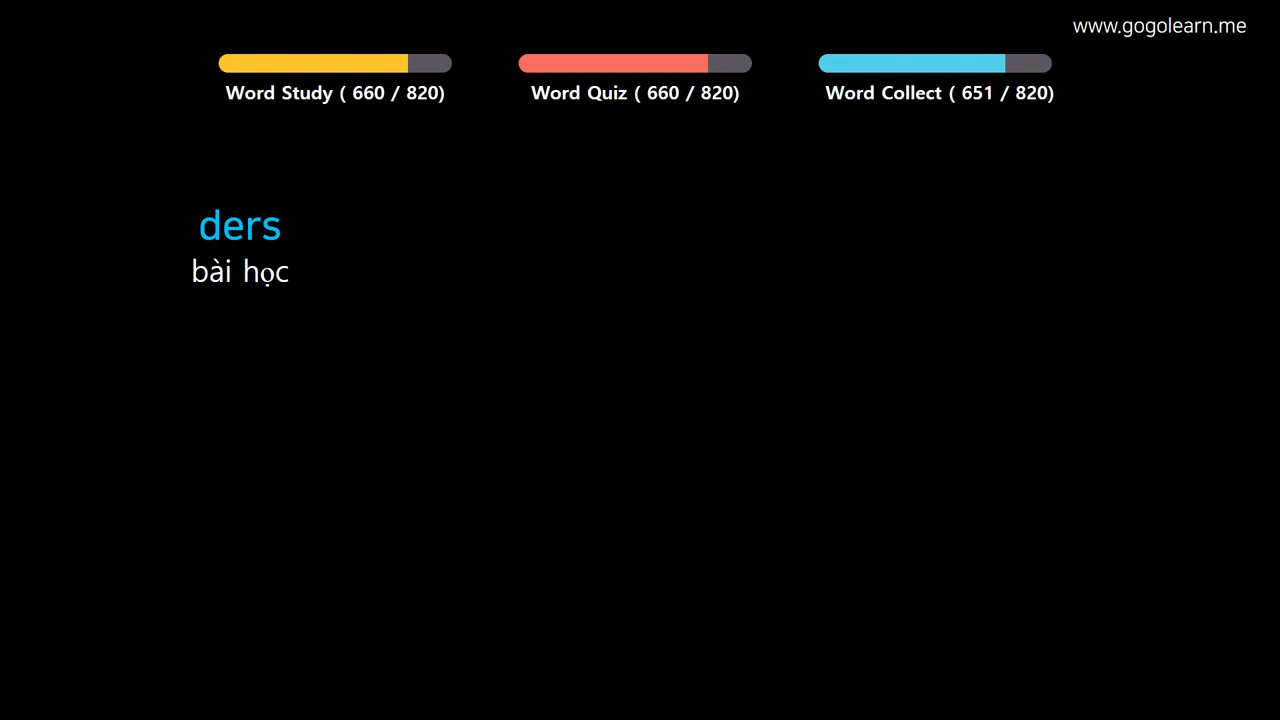 www.gogolearn.me
Word Study ( 660 / 820)
Word Quiz ( 660 / 820)
Word Collect ( 651 / 820)
ders
bài học